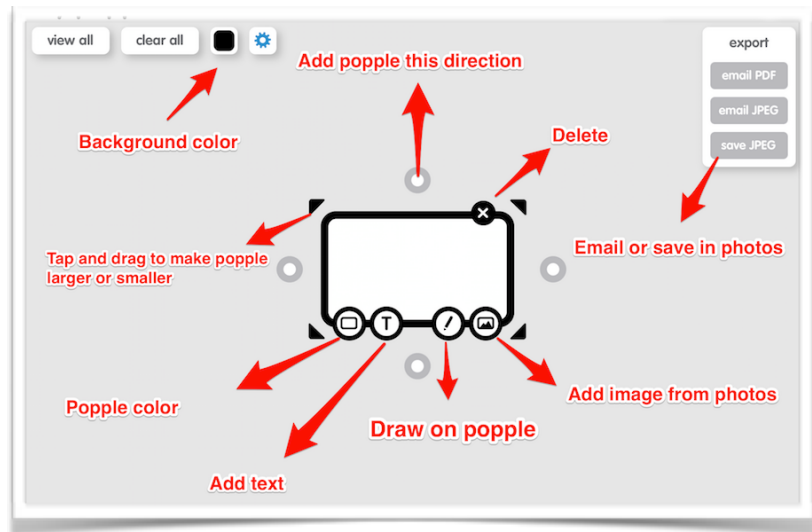 view all
clear all
export
email PDF
email JPEG
save JPEG
Add popple this direction
Background color
Delete
Tap and drag to make popple
larger or smaller
Email or save in photos
T
Popple color
Add image from photos
Draw on popple
Add text